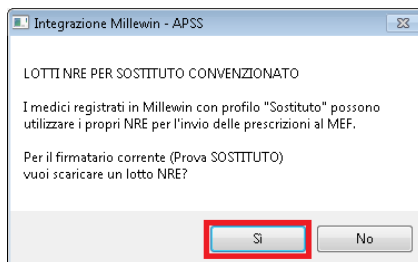 Integrazione Millewin - APSS
LOTTI NRE PER SOSTITUTO CONVENZIONATO
I medici registrati in Millewin con profilo "Sostituto" possono
utilizzare i propri NRE per l'invio delle prescrizioni al MEF.
Per il firmatario corrente (Prova SOSTITUTO)
vuoi scaricare un lotto NRE?
Sì No